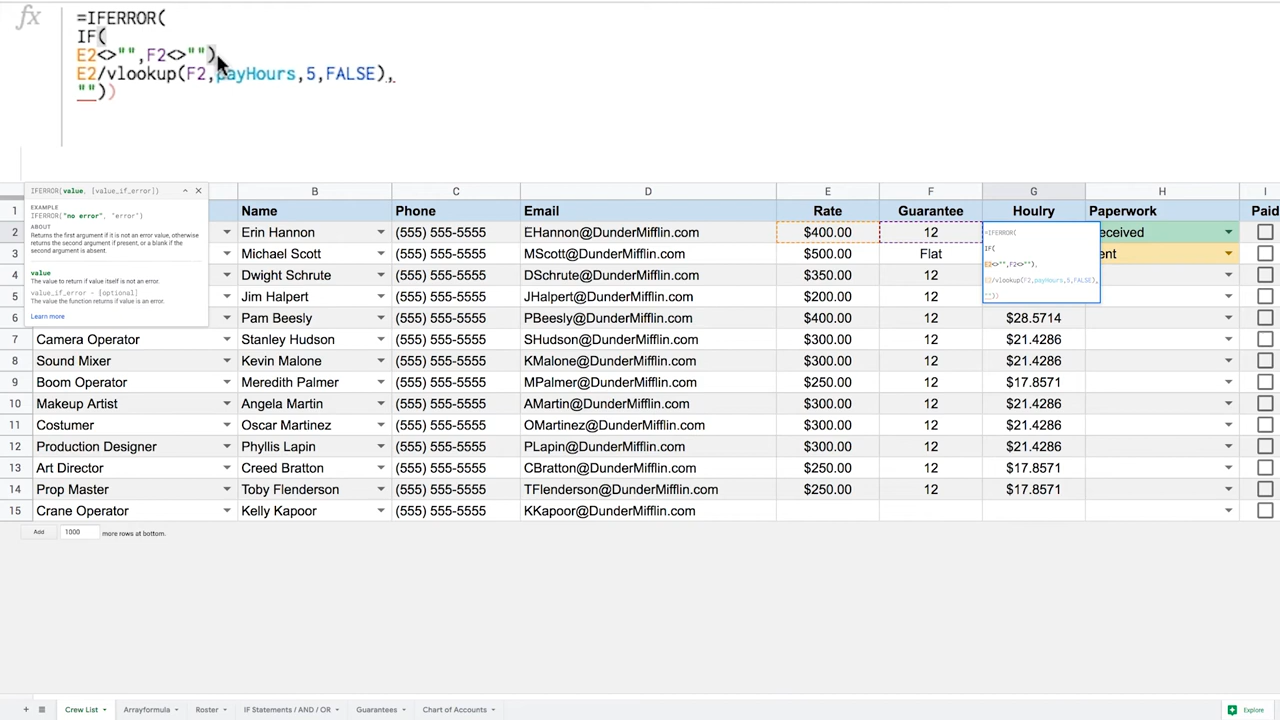 fx
=IFERROR(
IF(
E2<>"",F2<>"")
E2/vlookup(F2,payHours,5,FALSE),
""))
IFERROR(value, [value_if_error])
EXAMPLE
IFERROR("no error", "error")
ABOUT
Returns the first argument if it is not an error value, otherwise
returns the second argument if present, or a blank if the
second argument is absent.
value
The value to return if value itself is not an error.
value_if_error - [optional]
The value the function returns if value is an error.
Learn more
B C D E F G H I
1 Name Phone Email Rate Guarantee Houlry Paperwork Paid
2 Erin Hannon (555) 555-5555 EHannon@DunderMifflin.com $400.00 12 eceived
=IFERROR(
IF(
E2<>"",F2<>""),
E2/vlookup(F2,payHours,5,FALSE),
""))
3 Michael Scott (555) 555-5555 MScott@DunderMifflin.com $500.00 Flat ent
4 Dwight Schrute (555) 555-5555 DSchrute@DunderMifflin.com $350.00 12
5 Jim Halpert (555) 555-5555 JHalpert@DunderMifflin.com $200.00 12
6 Pam Beesly (555) 555-5555 PBeesly@DunderMifflin.com $400.00 12 $28.5714
7 Camera Operator Stanley Hudson (555) 555-5555 SHudson@DunderMifflin.com $300.00 12 $21.4286
8 Sound Mixer Kevin Malone (555) 555-5555 KMalone@DunderMifflin.com $300.00 12 $21.4286
9 Boom Operator Meredith Palmer (555) 555-5555 MPalmer@DunderMifflin.com $250.00 12 $17.8571
10 Makeup Artist Angela Martin (555) 555-5555 AMartin@DunderMifflin.com $300.00 12 $21.4286
11 Costumer Oscar Martinez (555) 555-5555 OMartinez@DunderMifflin.com $300.00 12 $21.4286
12 Production Designer Phyllis Lapin (555) 555-5555 PLapin@DunderMifflin.com $300.00 12 $21.4286
13 Art Director Creed Bratton (555) 555-5555 CBratton@DunderMifflin.com $250.00 12 $17.8571
14 Prop Master Toby Flenderson (555) 555-5555 TFlenderson@DunderMifflin.com $250.00 12 $17.8571
15 Crane Operator Kelly Kapoor (555) 555-5555 KKapoor@DunderMifflin.com
Add 1000 more rows at bottom.
Crew List Arrayformula Roster IF Statements / AND / OR Guarantees Chart of Accounts Explore